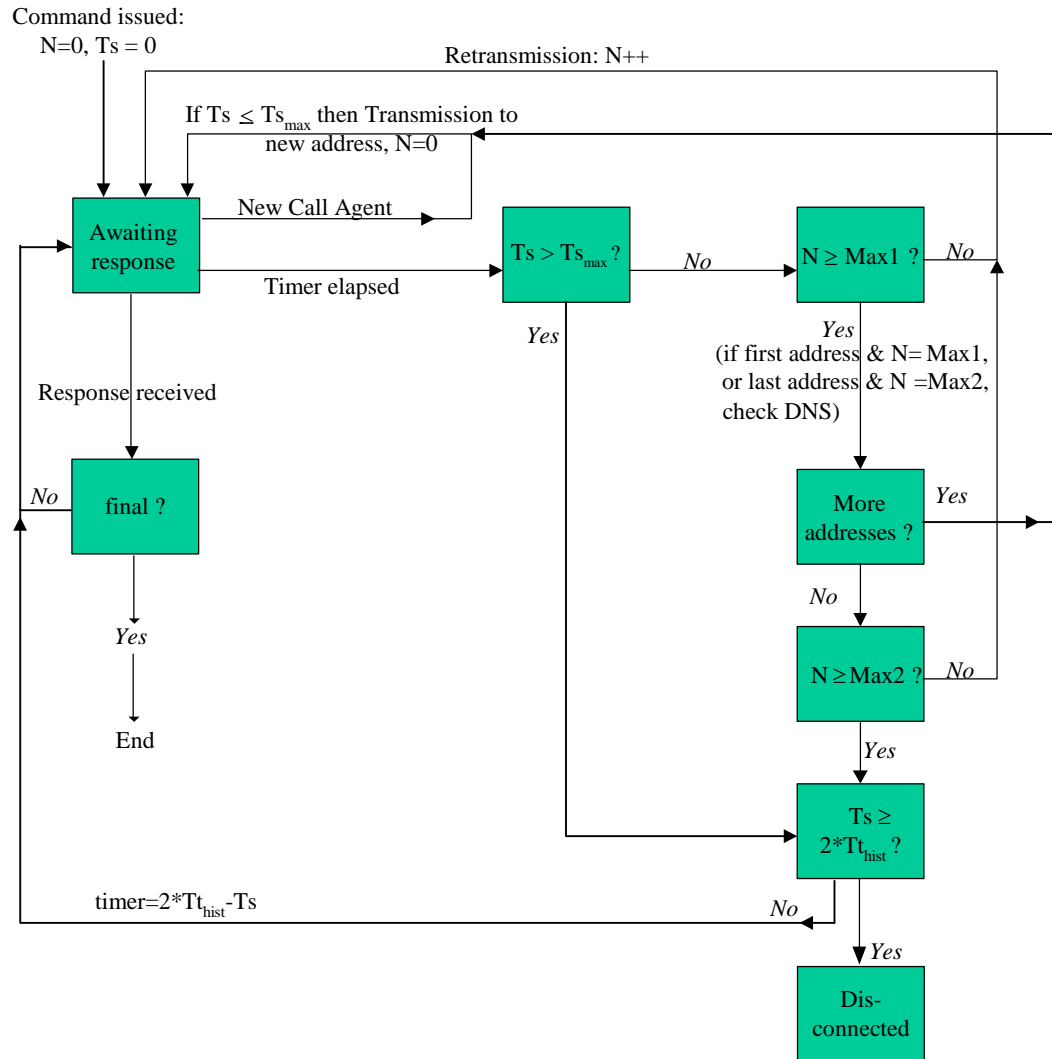 Command issued:
N=0, Ts = 0
Retransmission: N++
If Ts ≤ Tsmax then Transmission to
new address, N=0
New Call Agent
Awaiting
response
Timer elapsed
Ts > Tsmax ?
No
N ≥ Max1 ?
No
Yes
Yes
(if first address & N= Max1,
or last address & N =Max2,
check DNS)
Response received
No
final ?
More
addresses ?
Yes
No
Yes
End
N ≥ Max2 ?
No
Yes
Ts ≥
2*Tthist ?
timer=2*Tthist-Ts
No
Yes
Dis-
connected